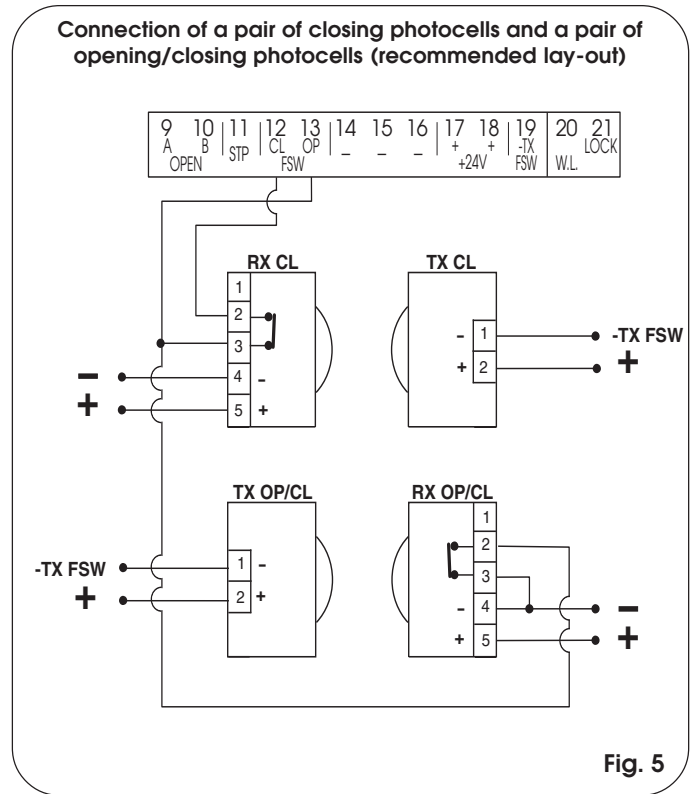 Connection of a pair of closing photocells and a pair of
opening/closing photocells (recommended lay-out)
9 10 11 12 13 14 15 16 17 18 19 20 21
A B STP CL OP _ _ _ + + -TX LOCK
OPEN FSW +24V FSW W.L.
RX CL TX CL
1
2
3
4 -
5 +
- 1 -TX FSW
+ 2 +
-
+
TX OP/CL RX OP/CL
-TX FSW 1 -
+ 2 +
1
2
3
- 4 -
+ 5 +
Fig. 5